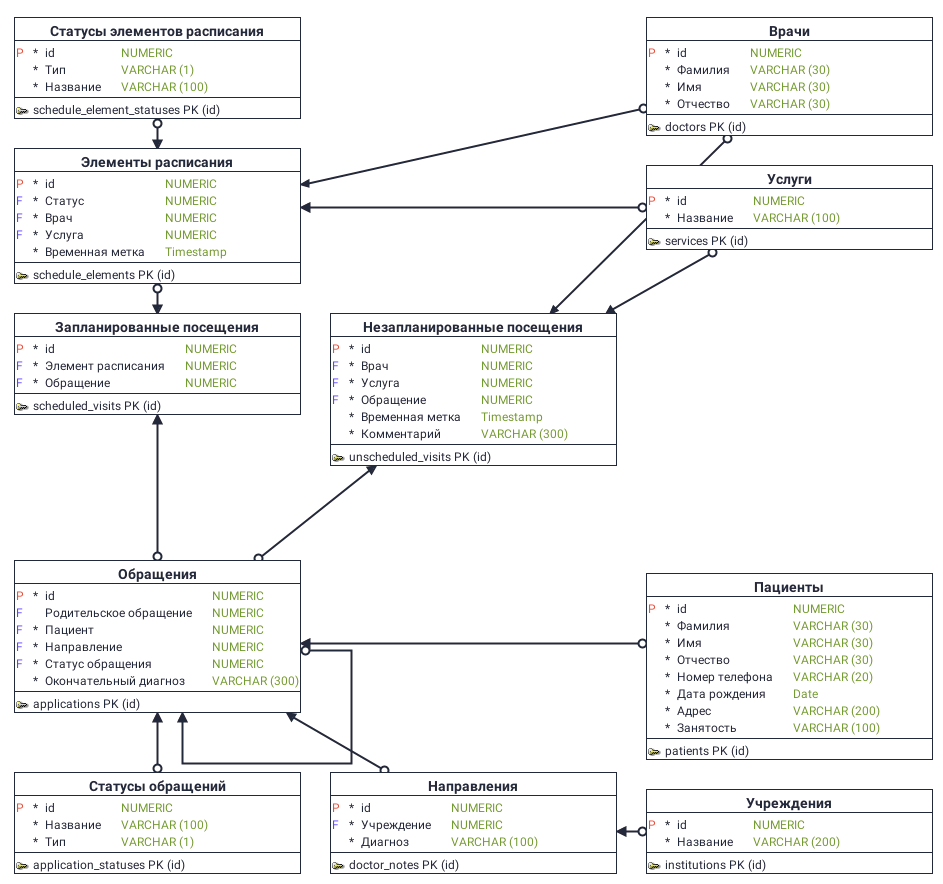 Статусы элементов расписания
P * id NUMERIC
* Тип VARCHAR (1)
* Название VARCHAR (100)
schedule_element_statuses PK (id)
Врачи
P * id NUMERIC
* Фамилия VARCHAR (30)
* Имя VARCHAR (30)
* Отчество VARCHAR (30)
doctors PK (id)
Элементы расписания
P * id NUMERIC
F * Статус NUMERIC
F * Врач NUMERIC
F * Услуга NUMERIC
* Временная метка Timestamp
schedule_elements PK (id)
Услуги
P * id NUMERIC
* Название VARCHAR (100)
services PK (id)
Запланированные посещения
P * id NUMERIC
F * Элемент расписания NUMERIC
F * Обращение NUMERIC
scheduled_visits PK (id)
Незапланированные посещения
P * id NUMERIC
F * Врач NUMERIC
F * Услуга NUMERIC
F * Обращение NUMERIC
* Временная метка Timestamp
* Комментарий VARCHAR (300)
unscheduled_visits PK (id)
Обращения
P * id NUMERIC
F Родительское обращение NUMERIC
F * Пациент NUMERIC
F * Направление NUMERIC
F * Статус обращения NUMERIC
* Окончательный диагноз VARCHAR (300)
applications PK (id)
Пациенты
P * id NUMERIC
* Фамилия VARCHAR (30)
* Имя VARCHAR (30)
* Отчество VARCHAR (30)
* Номер телефона VARCHAR (20)
* Дата рождения Date
* Адрес VARCHAR (200)
* Занятость VARCHAR (100)
patients PK (id)
Статусы обращений
P * id NUMERIC
* Название VARCHAR (100)
* Тип VARCHAR (1)
application_statuses PK (id)
Направления
P * id NUMERIC
F * Учреждение NUMERIC
* Диагноз VARCHAR (100)
doctor_notes PK (id)
Учреждения
P * id NUMERIC
* Название VARCHAR (200)
institutions PK (id)